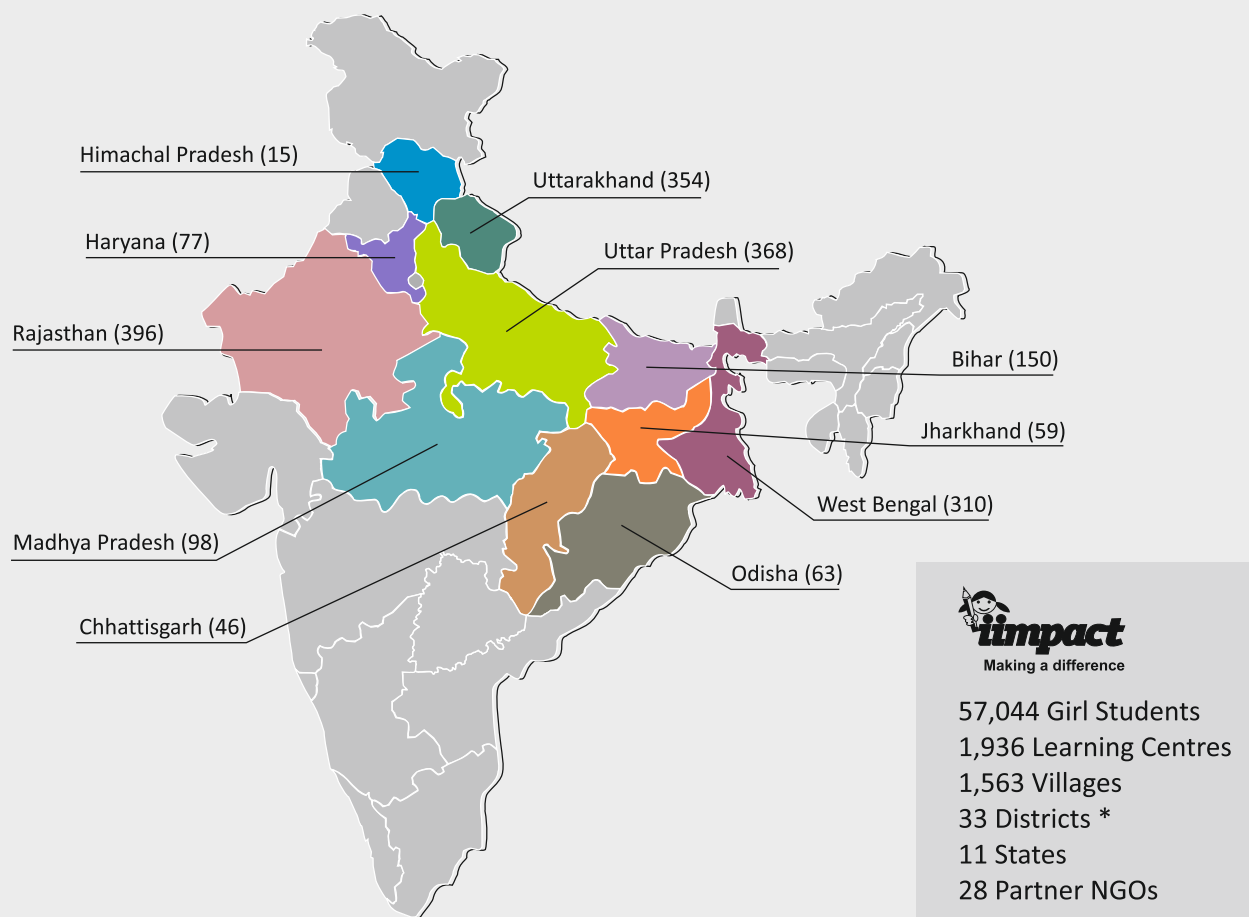 Himachal Pradesh (15)
Uttarakhand (354)
Haryana (77)
Uttar Pradesh (368)
Rajasthan (396)
Bihar (150)
Jharkhand (59)
West Bengal (310)
Madhya Pradesh (98)
Odisha (63)
Chhattisgarh (46)
iimpact
Making a difference
57,044 Girl Students
1,936 Learning Centres
1,563 Villages
33 Districts *
11 States
28 Partner NGOs